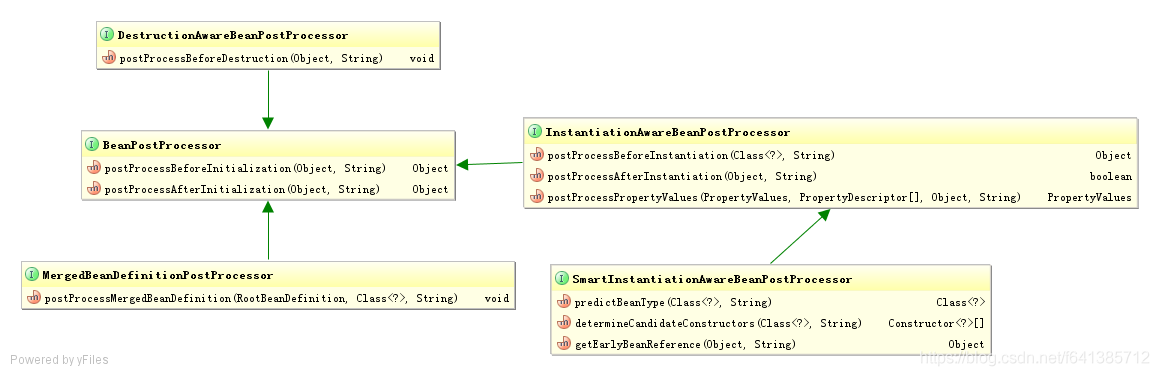 DestructionAwareBeanPostProcessor
postProcessBeforeDestruction(Object, String) void
BeanPostProcessor
postProcessBeforeInitialization(Object, String) Object
postProcessAfterInitialization(Object, String) Object
InstantiationAwareBeanPostProcessor
postProcessBeforeInstantiation(Class<?>, String) Object
postProcessAfterInstantiation(Object, String) boolean
postProcessPropertyValues(PropertyValues, PropertyDescriptor[], Object, String) PropertyValues
MergedBeanDefinitionPostProcessor
postProcessMergedBeanDefinition(RootBeanDefinition, Class<?>, String) void
SmartInstantiationAwareBeanPostProcessor
predictBeanType(Class<?>, String) Class<?>
determineCandidateConstructors(Class<?>, String) Constructor<?>[]
getEarlyBeanReference(Object, String) Object
Powered by yFiles
https://blog.csdn.net/f641385712